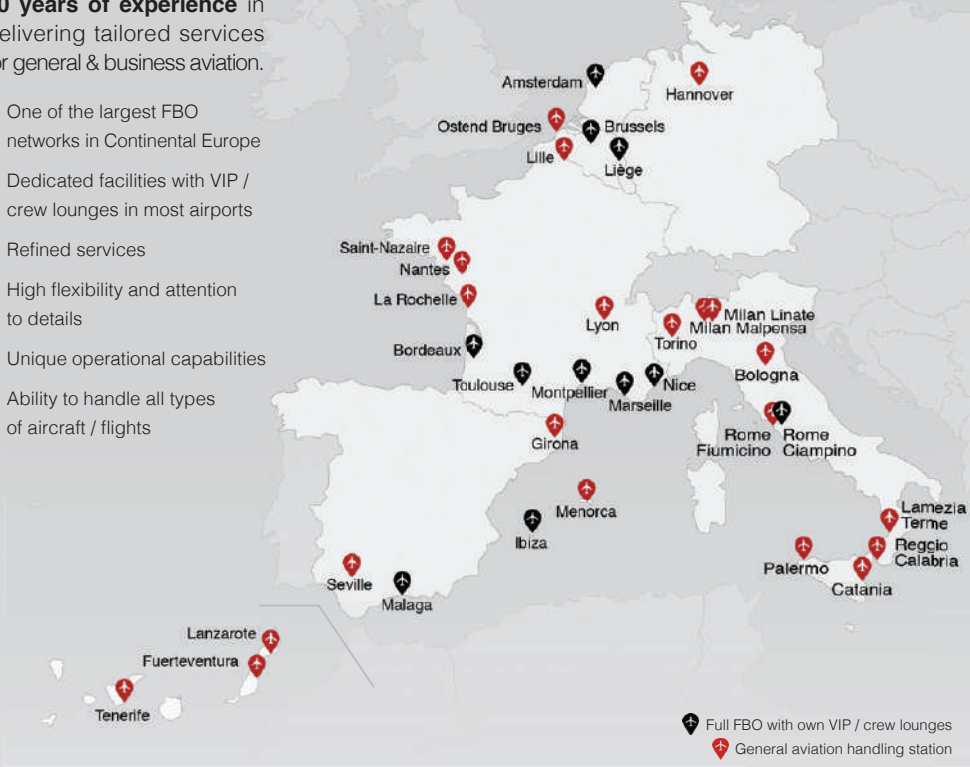 0 years of experience in
elivering tailored services
or general & business aviation.
One of the largest FBO
networks in Continental Europe
Dedicated facilities with VIP /
crew lounges in most airports
Refined services
High flexibility and attention
to details
Unique operational capabilities
Ability to handle all types
of aircraft / flights
Amsterdam
Hannover
Ostend Bruges
Brussels
Lille
Liège
Saint-Nazaire
Nantes
La Rochelle
Lyon
Milan Linate
Milan Malpensa
Torino
Bordeaux
Bologna
Toulouse
Montpellier
Nice
Marseille
Girona
Rome
Fiumicino
Rome
Ciampino
Menorca
Ibiza
Lamezia
Terme
Reggio
Calabria
Palermo
Catania
Seville
Malaga
Lanzarote
Fuerteventura
Tenerife
Full FBO with own VIP / crew lounges
General aviation handling station